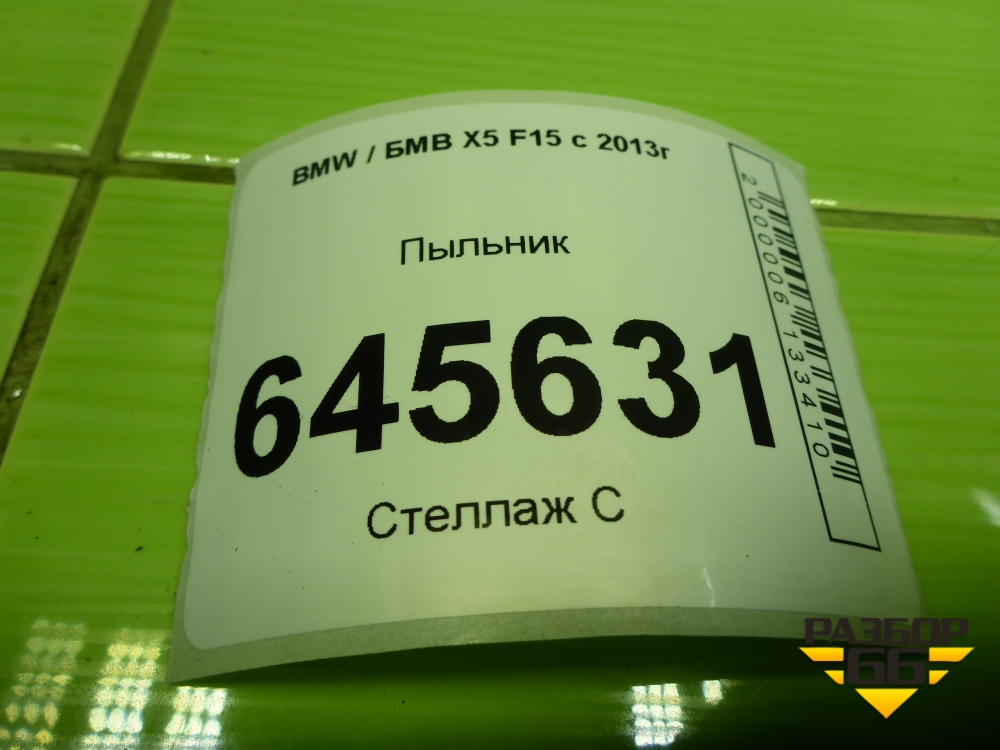 BMW / БМВ X5 F15 с 2013г
Пыльник
645631
Стеллаж С
2000006133410
РАЗБОР
66